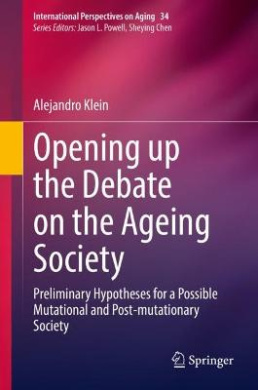 International Perspectives on Aging 34
Series Editors: Jason L. Powell, Sheying Chen
Alejandro Klein
Opening up
the Debate
on the Ageing
Society
Preliminary Hypotheses for a Possible
Mutational and Post-mutationary
Society
Springer